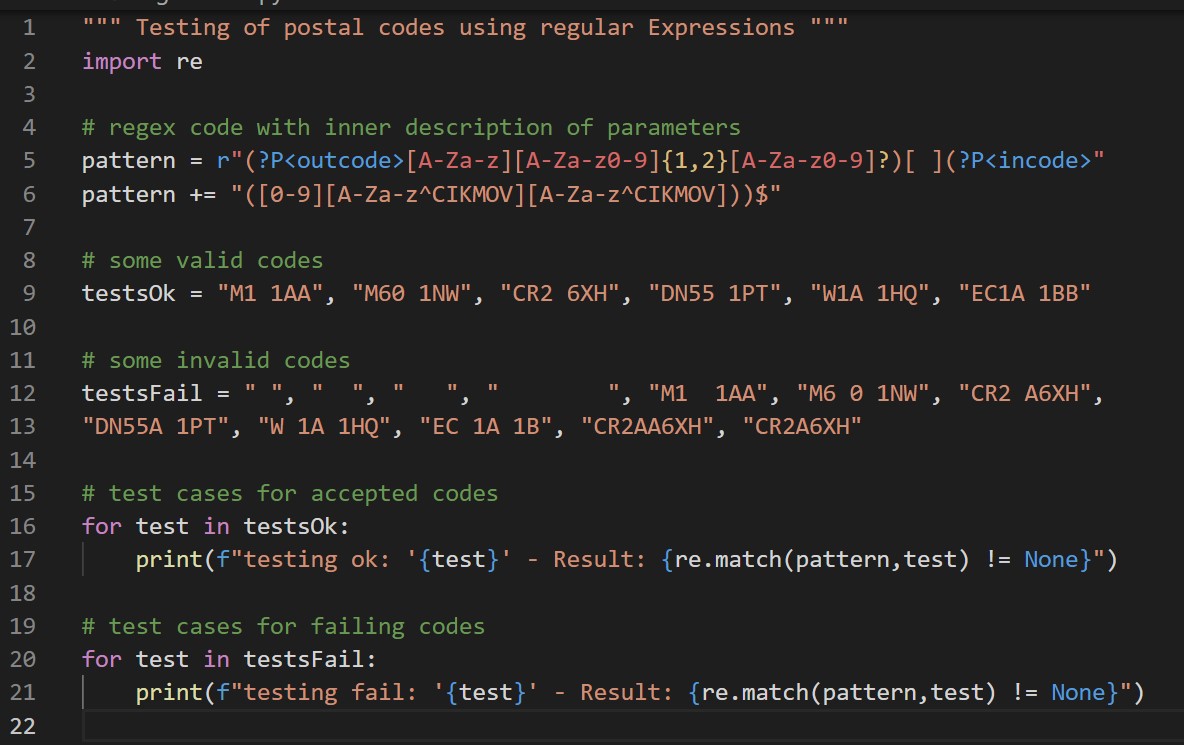 1 """ Testing of postal codes using regular Expressions """
2 import re
3
4 # regex code with inner description of parameters
5 pattern = r"(?P<outcode>[A-Za-z][A-Za-z0-9]{1,2}[A-Za-z0-9]?)[ ](?P<incode>"
6 pattern += "([0-9][A-Za-z^CIKMOV][A-Za-z^CIKMOV]))$"
7
8 # some valid codes
9 testsOk = "M1 1AA", "M60 1NW", "CR2 6XH", "DN55 1PT", "W1A 1HQ", "EC1A 1BB"
10
11 # some invalid codes
12 testsFail = " ", "  ", "   ", "        ", "M1  1AA", "M6 0 1NW", "CR2 A6XH",
13 "DN55A 1PT", "W 1A 1HQ", "EC 1A 1B", "CR2AA6XH", "CR2A6XH"
14
15 # test cases for accepted codes
16 for test in testsOk:
17     print(f"testing ok: '{test}' - Result: {re.match(pattern,test) != None}")
18
19 # test cases for failing codes
20 for test in testsFail:
21     print(f"testing fail: '{test}' - Result: {re.match(pattern,test) != None}")
22